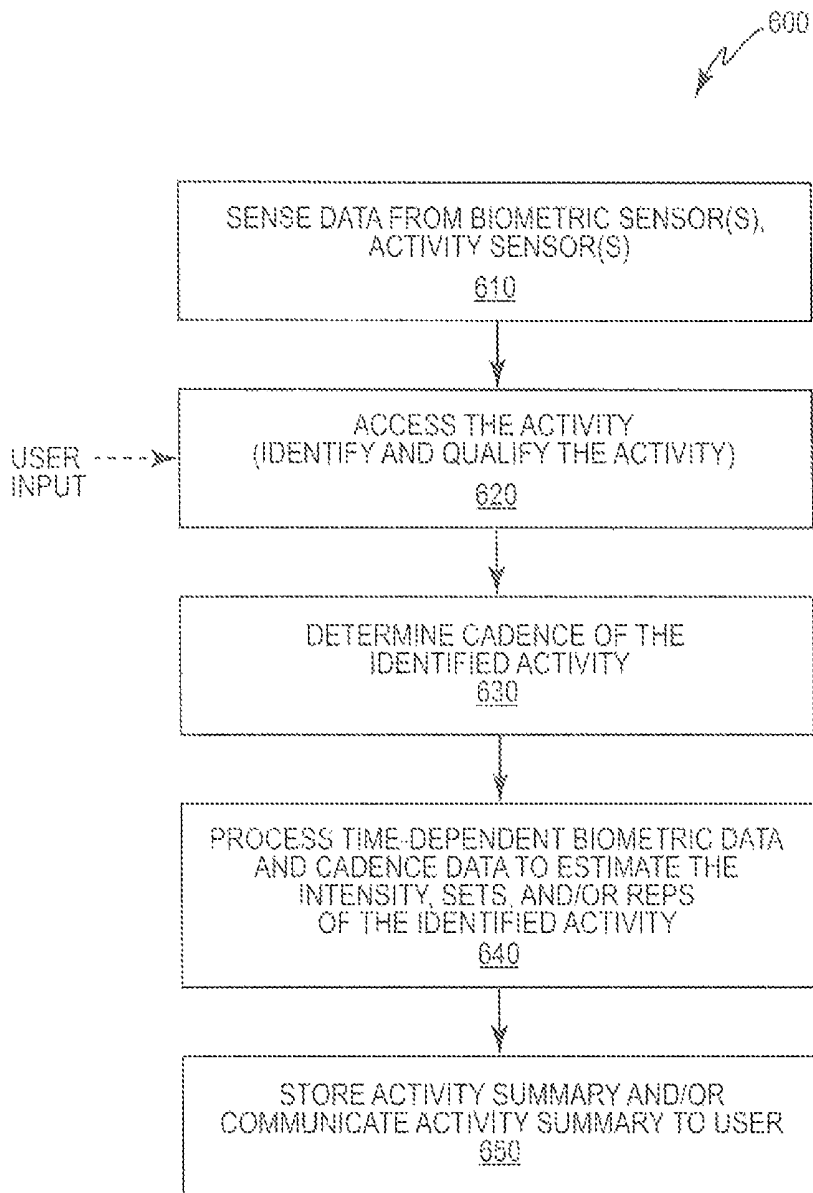 600
SENSE DATA FROM BIOMETRIC SENSOR(S),
ACTIVITY SENSOR(S)
610
ACCESS THE ACTIVITY
(IDENTIFY AND QUALIFY THE ACTIVITY)
620
USER
INPUT
DETERMINE CADENCE OF THE
IDENTIFIED ACTIVITY
630
PROCESS TIME-DEPENDENT BIOMETRIC DATA
AND CADENCE DATA TO ESTIMATE THE
INTENSITY, SETS, AND/OR REPS
OF THE IDENTIFIED ACTIVITY
640
STORE ACTIVITY SUMMARY AND/OR
COMMUNICATE ACTIVITY SUMMARY TO USER
650